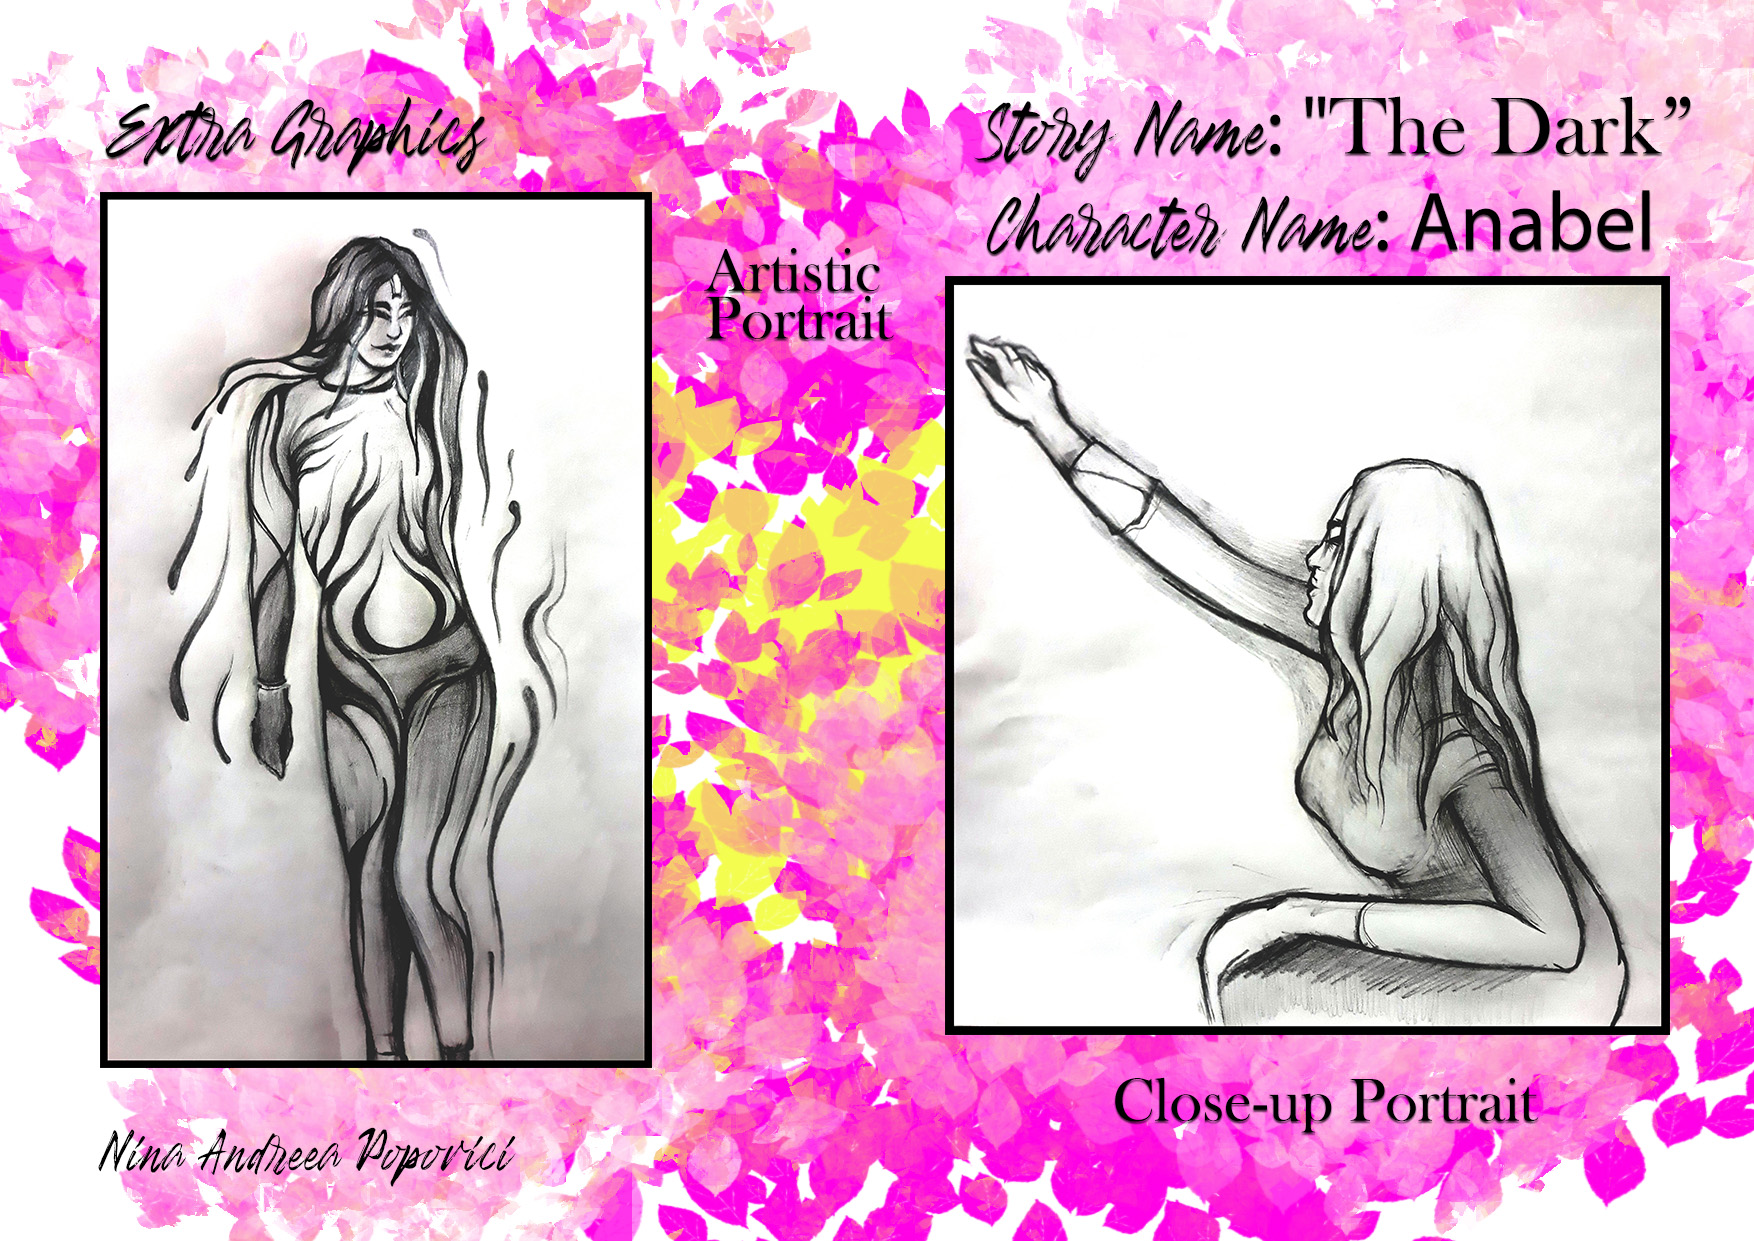 Extra Graphics
Story Name: "The Dark”
Character Name: Anabel
Artistic
Portrait
Close-up Portrait
Nina Andreea Popovici